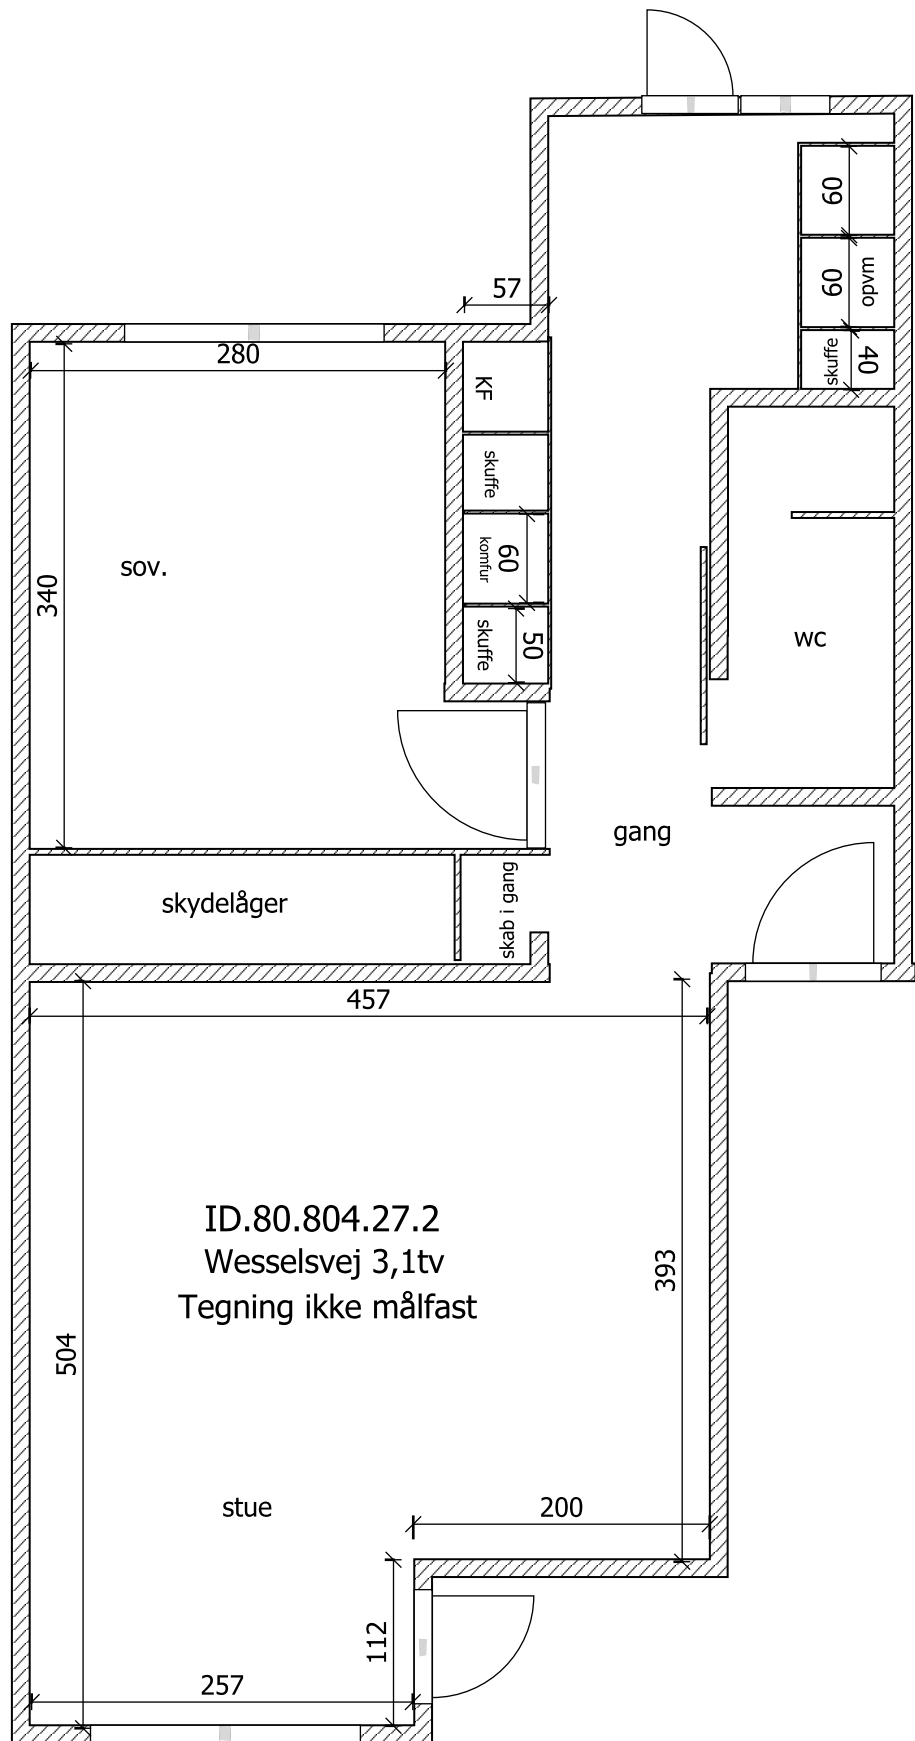 60
60
opvm
57
280
KF
skuffe
40
skuffe
340
sov.
60
komfur
wc
50
skuffe
gang
skydelåger
skab i gang
457
ID.80.804.27.2
Wesselsvej 3,1tv
Tegning ikke målfast
393
504
stue
200
112
257